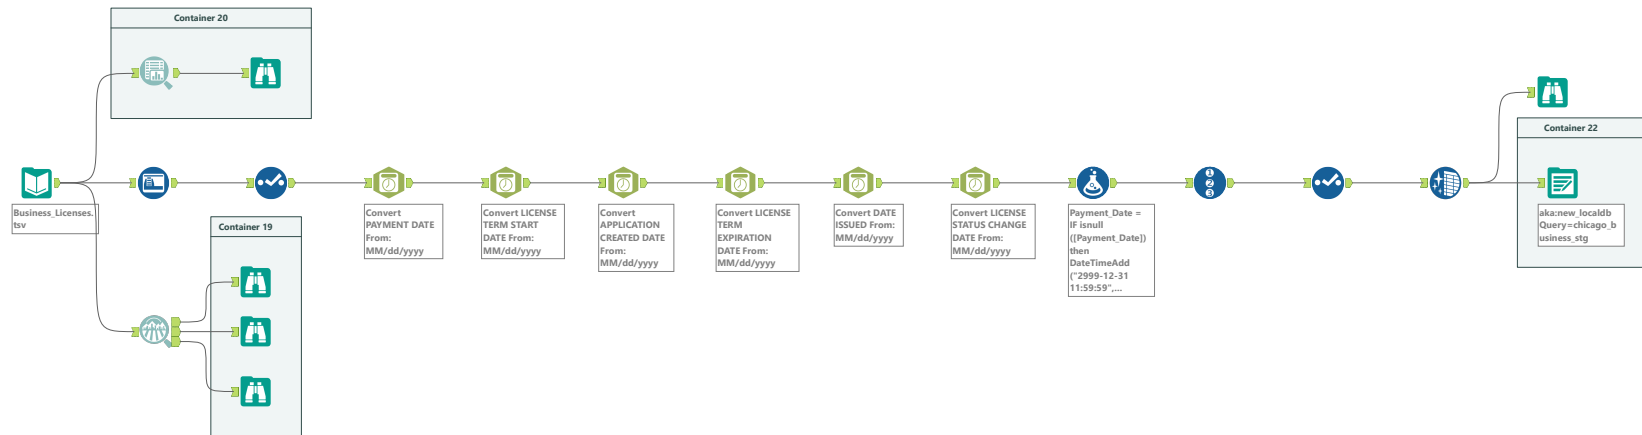 Container 20
Container 22
Business_Licenses.
tsv
Container 19
Convert
PAYMENT DATE
From:
MM/dd/yyyy
Convert LICENSE
TERM START
DATE From:
MM/dd/yyyy
Convert
APPLICATION
CREATED DATE
From:
MM/dd/yyyy
Convert LICENSE
TERM
EXPIRATION
DATE From:
MM/dd/yyyy
Convert DATE
ISSUED From:
MM/dd/yyyy
Convert LICENSE
STATUS CHANGE
DATE From:
MM/dd/yyyy
Payment_Date =
IF isnull
([Payment_Date])
then
DateTimeAdd
("2999-12-31
11:59:59",...
1
2
3
aka:new_localdb
Query=chicago_b
usiness_stg